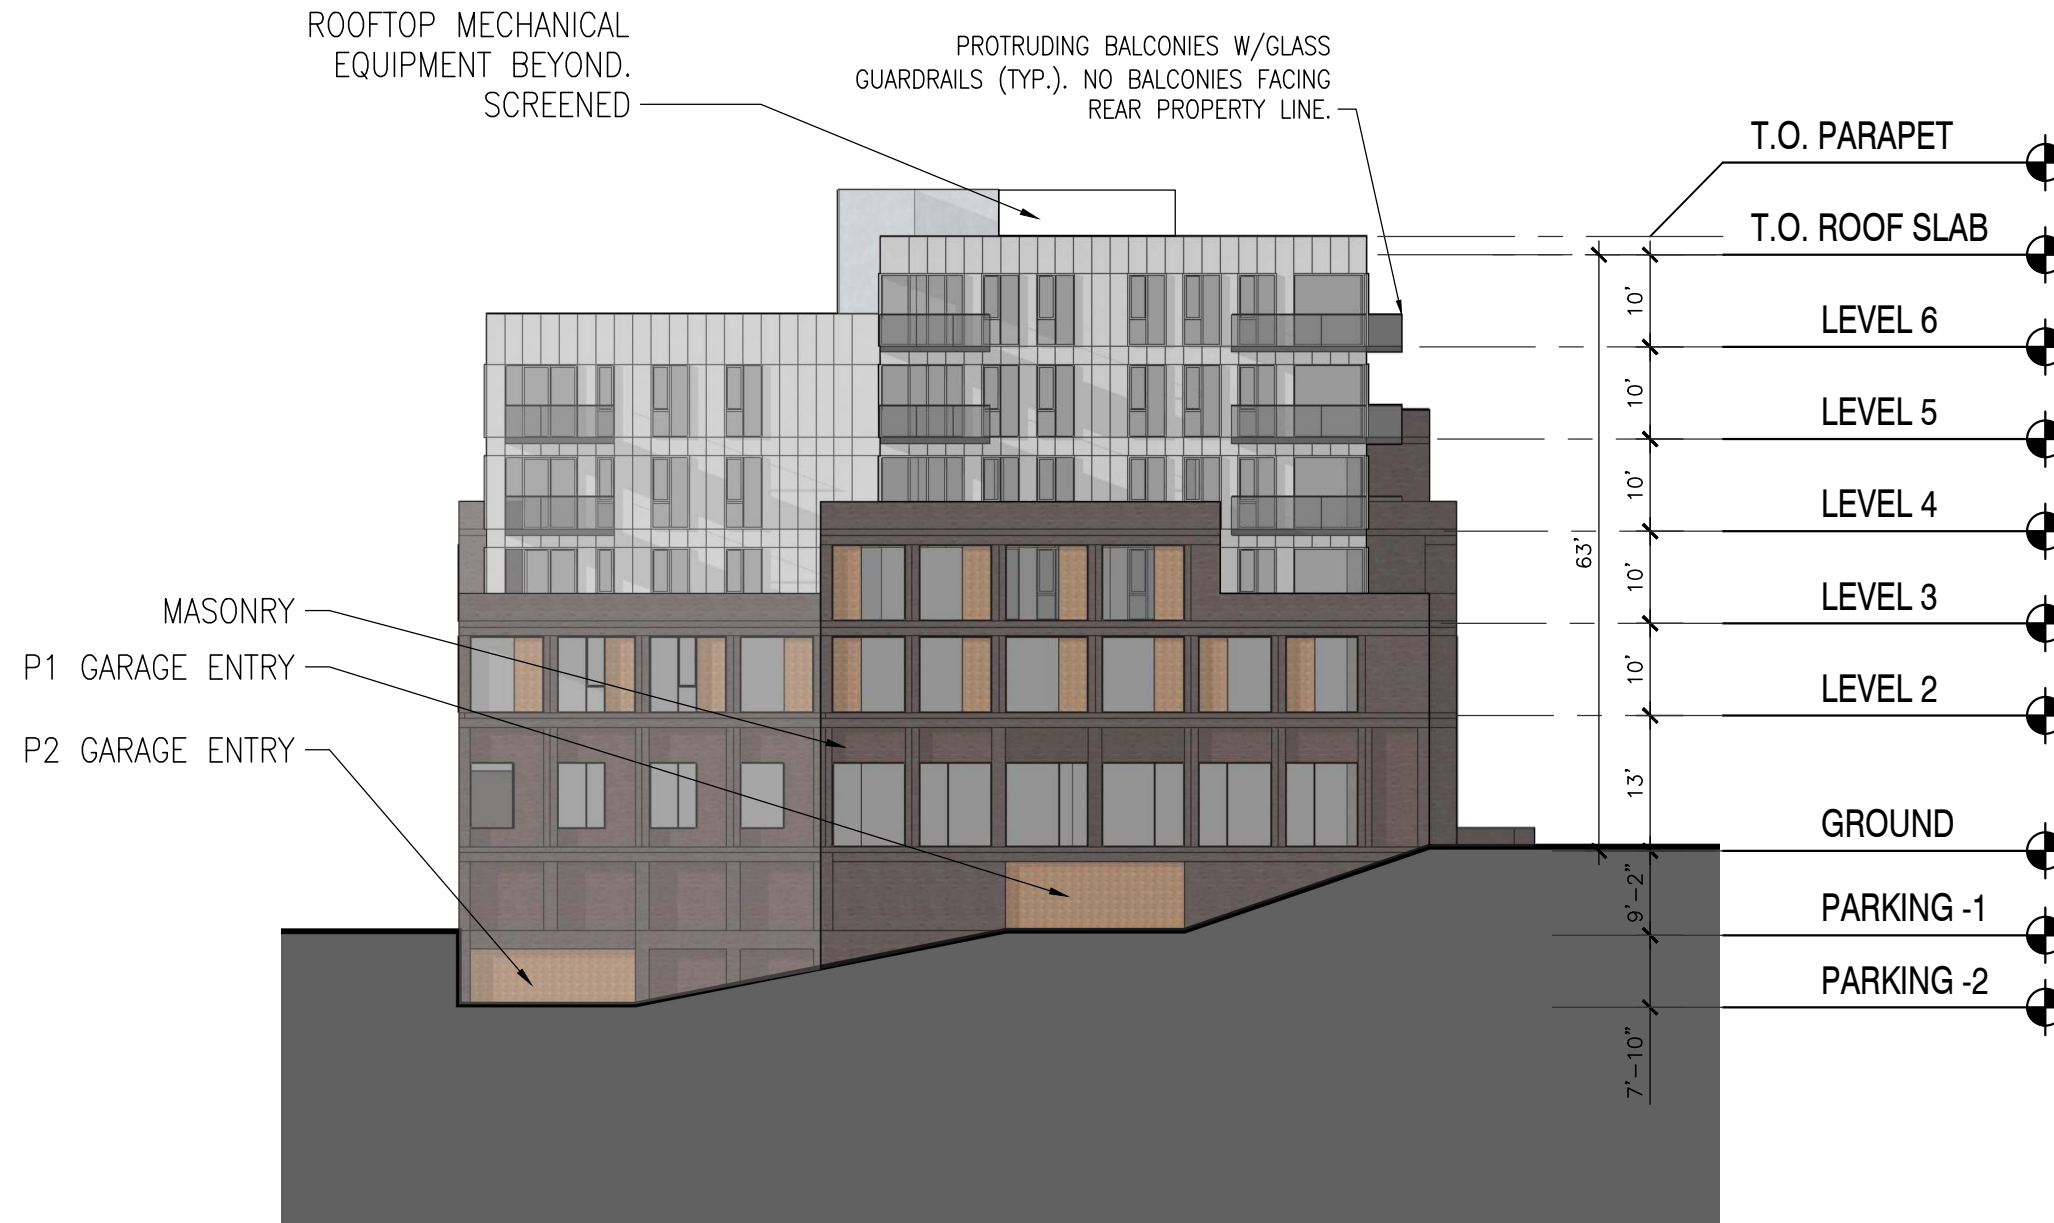 ROOFTOP MECHANICAL
EQUIPMENT BEYOND.
SCREENED
PROTRUDING BALCONIES W/GLASS
GUARDRAILS (TYP.). NO BALCONIES FACING
REAR PROPERTY LINE.
T.O. PARAPET
T.O. ROOF SLAB
10'
LEVEL 6
10'
LEVEL 5
10'
LEVEL 4
63'
10'
LEVEL 3
10'
LEVEL 2
13'
GROUND
9'-2"
PARKING -1
PARKING -2
7'-10"
MASONRY
P1 GARAGE ENTRY
P2 GARAGE ENTRY